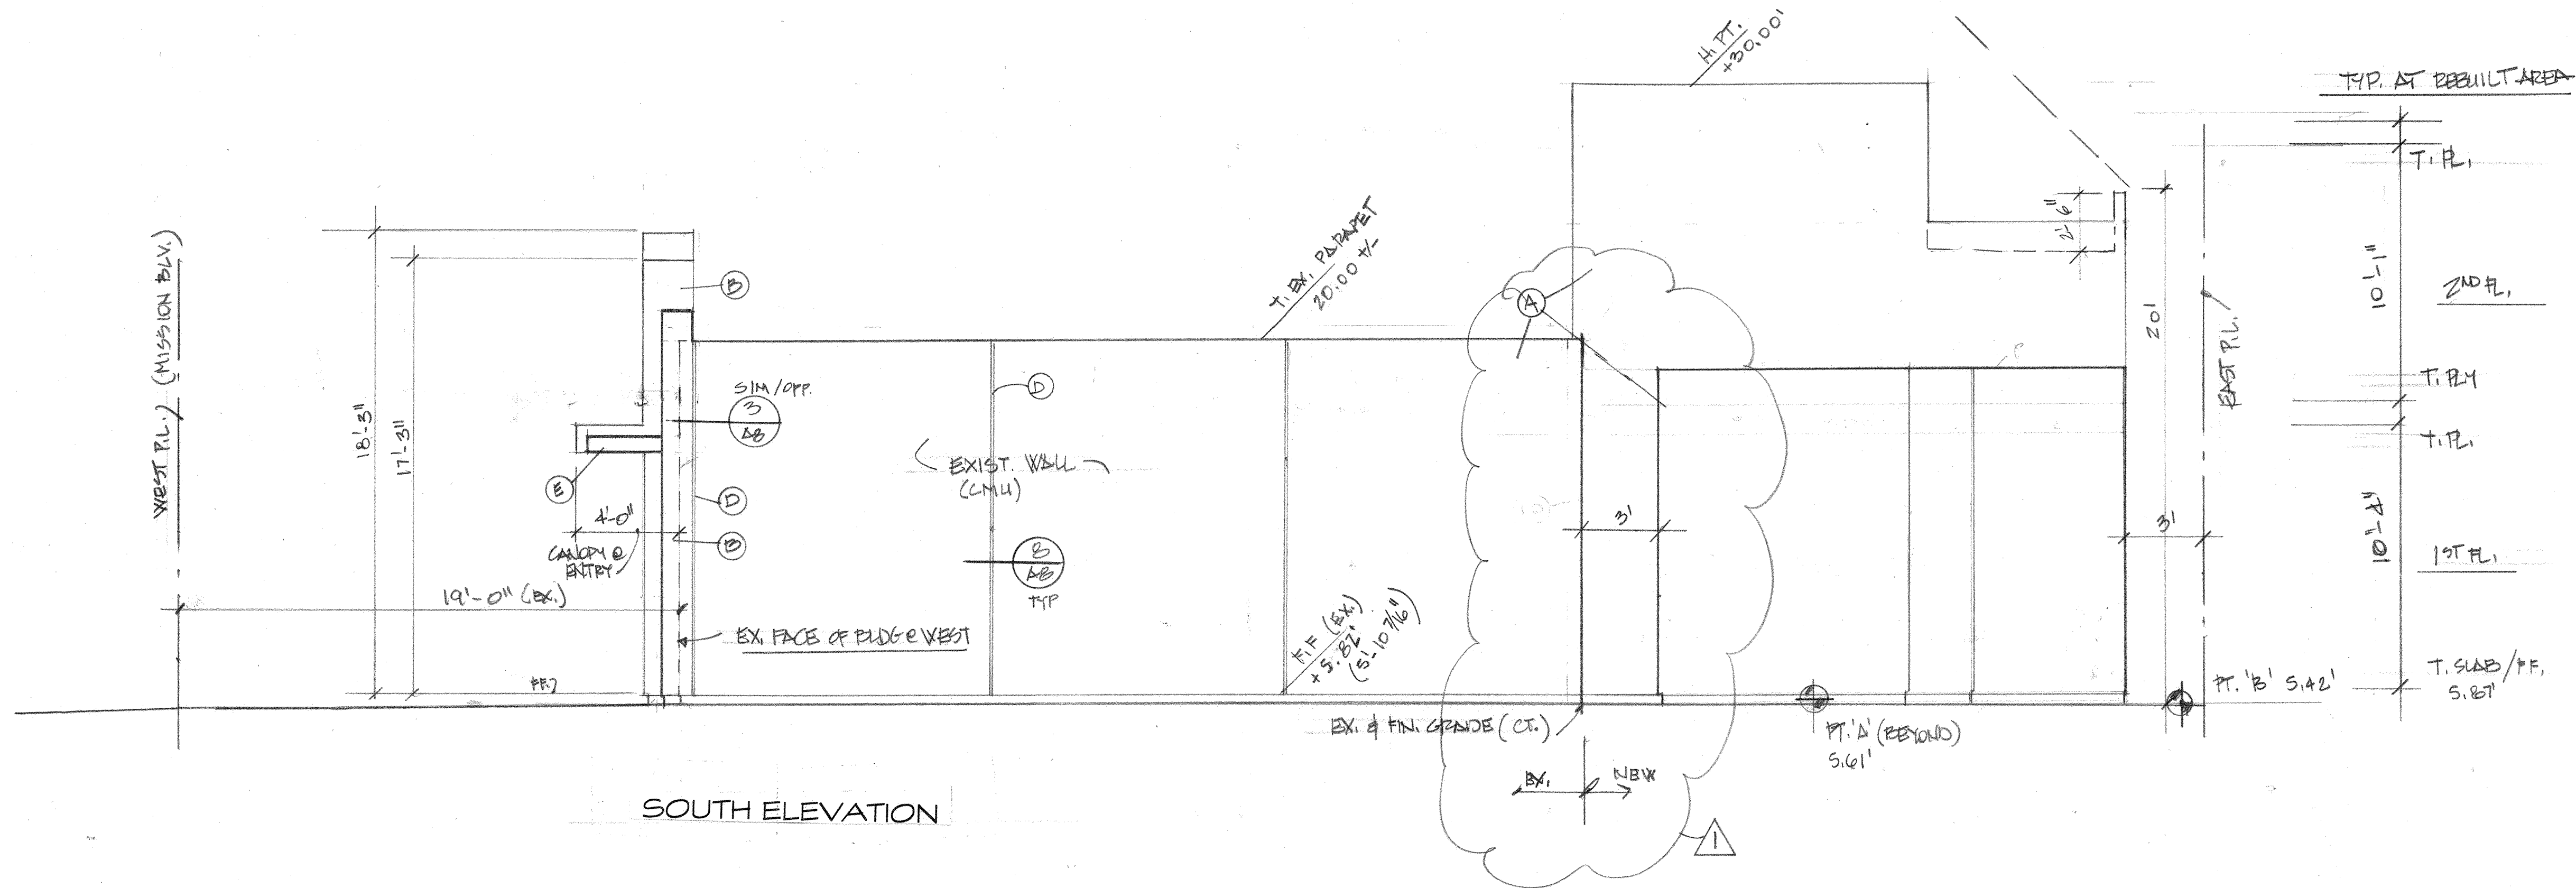 H. PT.
+30.00'
TYP. AT REBUILT AREA
T. PL.
2'-6"
10'-1"
2ND FL.
20'
EAST P.L.
T. PLY
T. PL.
10'-1½"
1ST FL.
3'
T. SLAB/F.F.
5.87'
PT. 'B' 5.42'
WEST P.L. (MISSION BLV.)
18'-3"
17'-3"
B
T. EX. PARAPET
20.00 +/-
A
SIM/OPP.
3
A8
D
EXIST. WALL
(CMU)
E
D
4'-0"
B
CANOPY @
ENTRY
8
A8
TYP
3'
19'-0" (EX.)
EX. FACE OF BLDG @ WEST
F.F. (EX.)
+5.82'
(5'-10 7/16")
FF.
EX. & FIN. GRADE (CT.)
PT. 'A' (BEYOND)
5.61'
EX. NEW
SOUTH ELEVATION
1